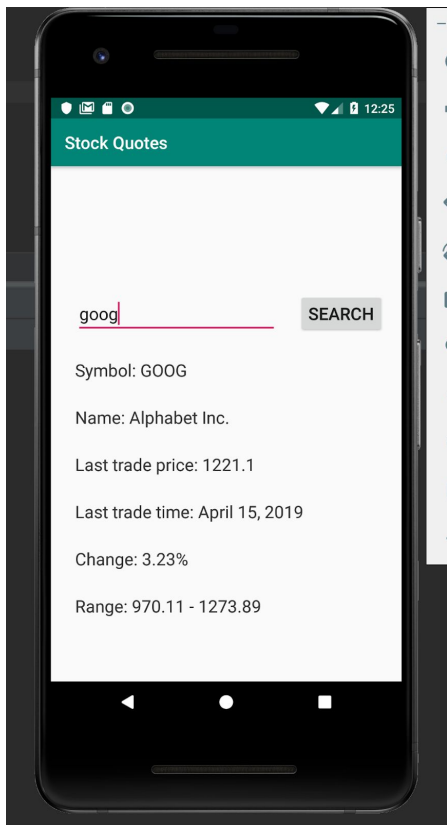 12:25
Stock Quotes
goog
SEARCH
Symbol: GOOG
Name: Alphabet Inc.
Last trade price: 1221.1
Last trade time: April 15, 2019
Change: 3.23%
Range: 970.11 - 1273.89